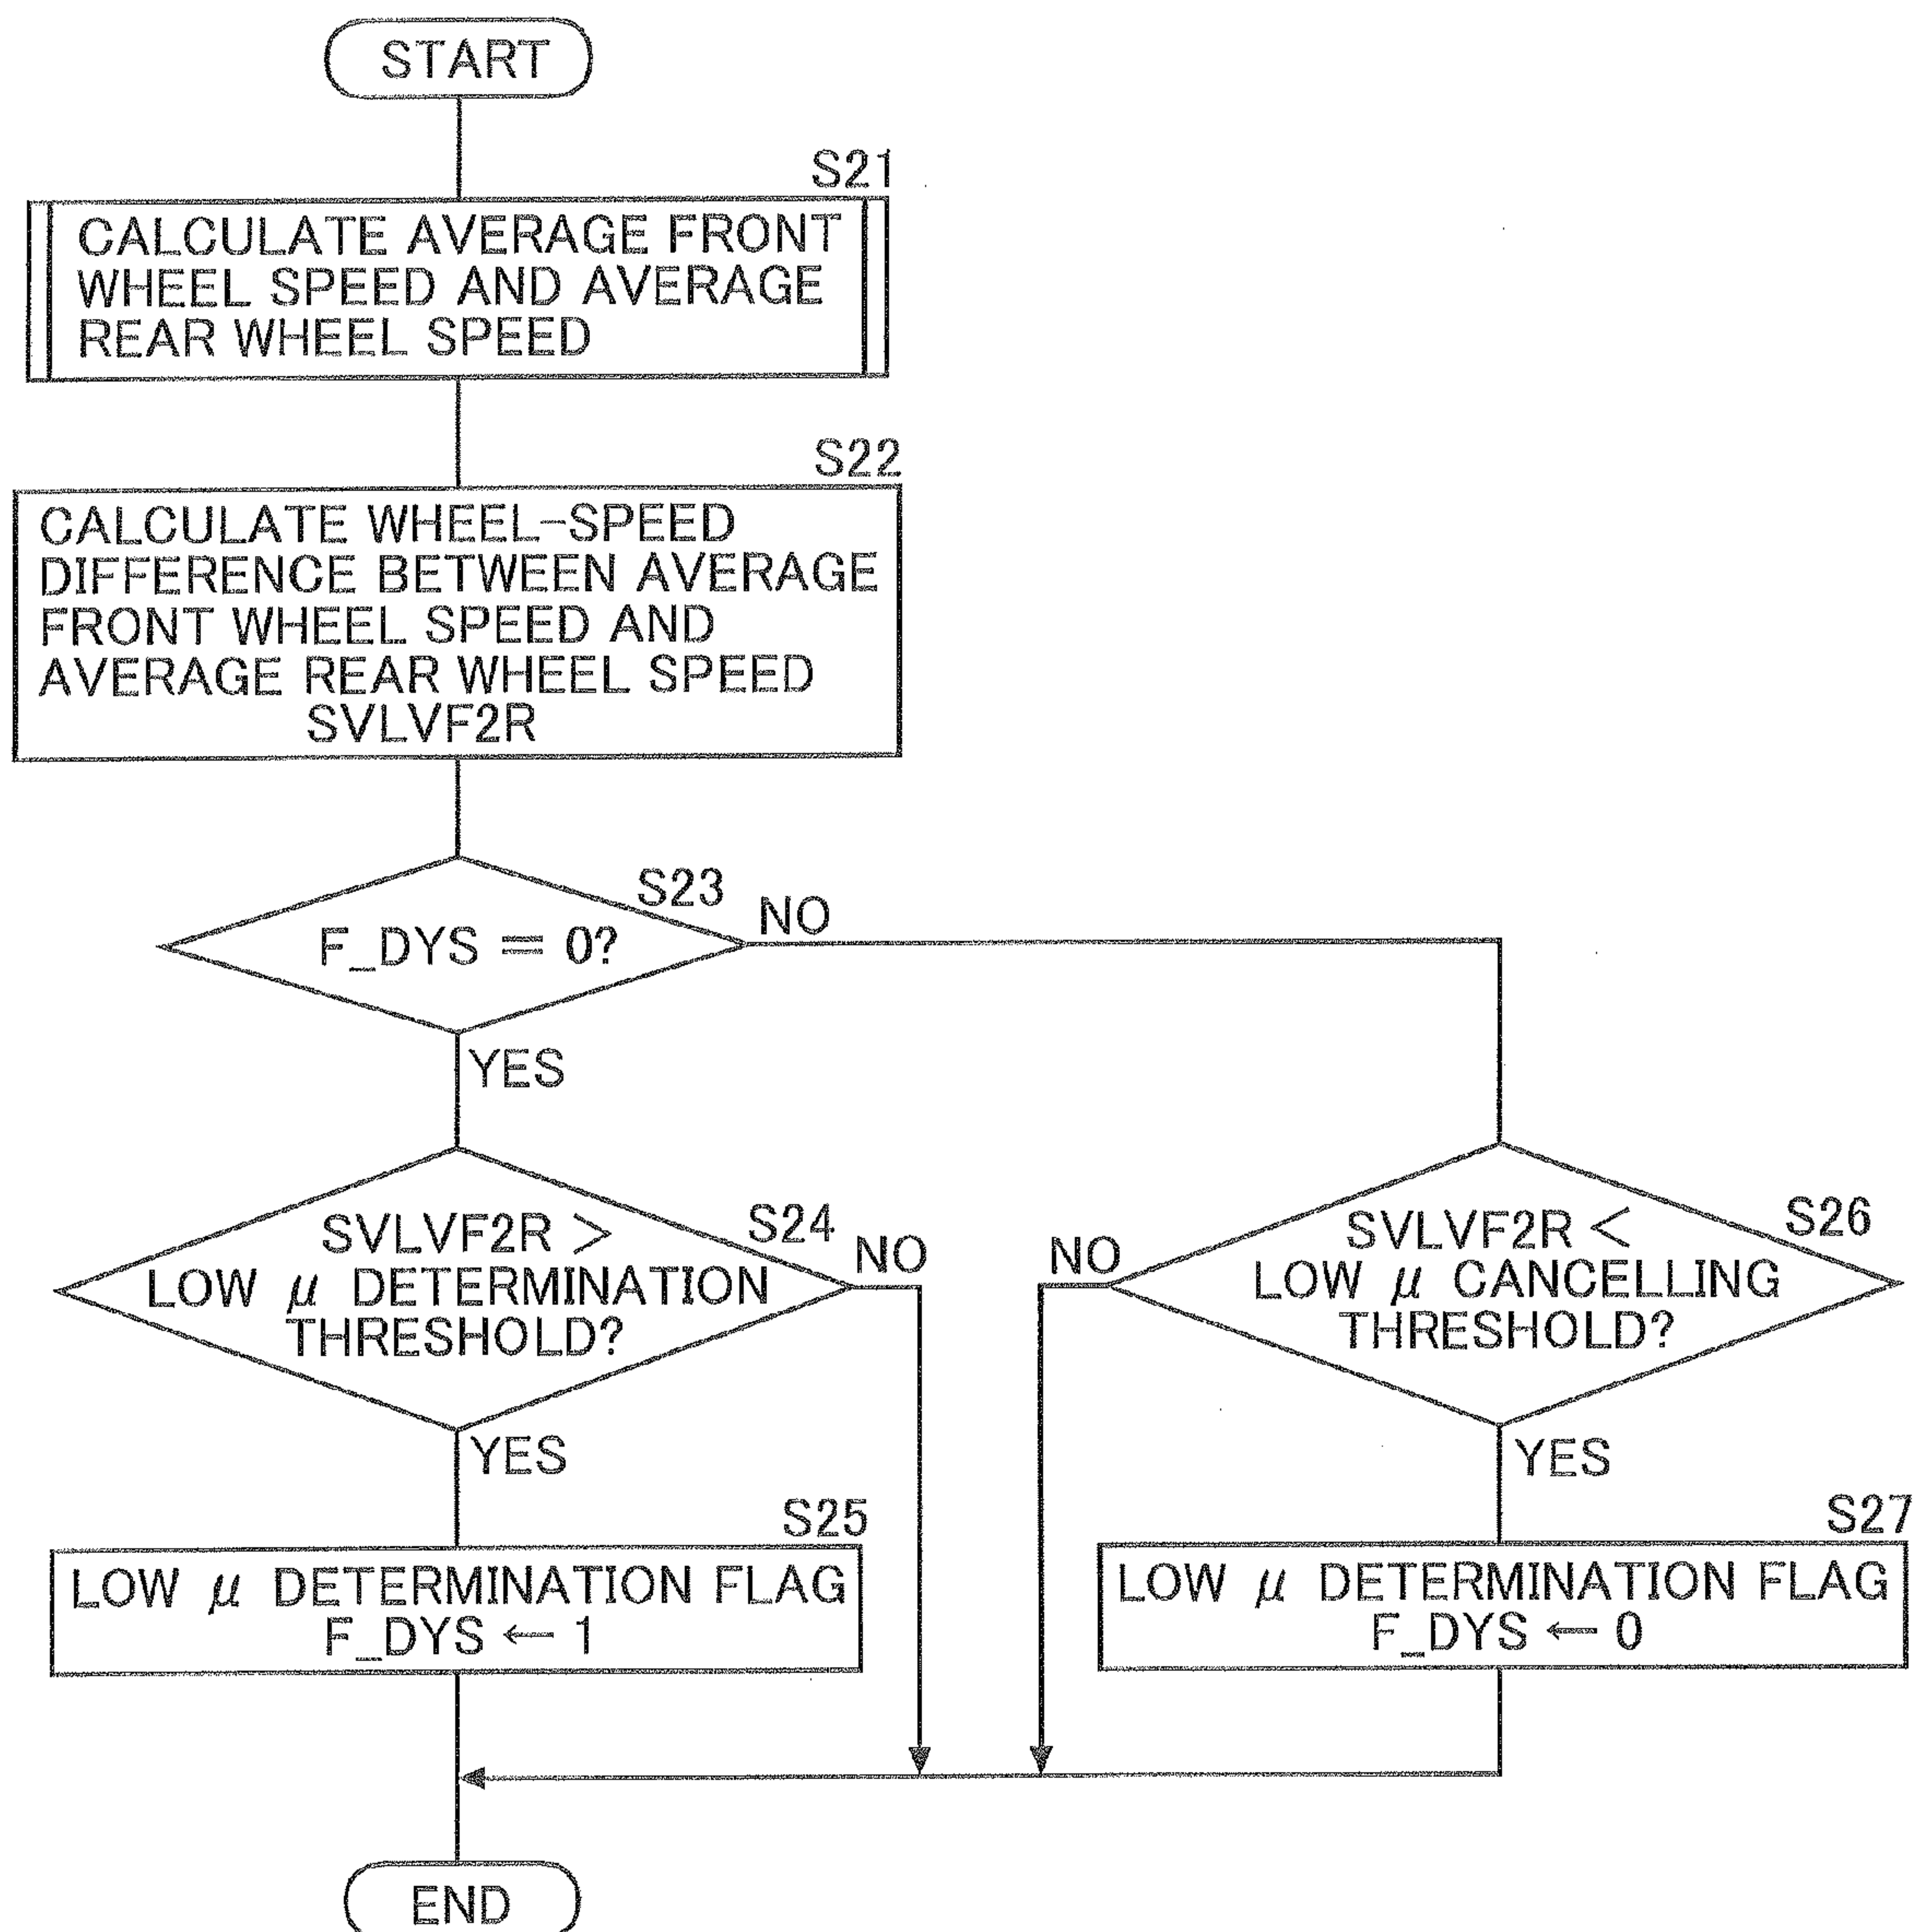 START
S21
CALCULATE AVERAGE FRONT
WHEEL SPEED AND AVERAGE
REAR WHEEL SPEED
S22
CALCULATE WHEEL-SPEED
DIFFERENCE BETWEEN AVERAGE
FRONT WHEEL SPEED AND
AVERAGE REAR WHEEL SPEED
SVLVF2R
S23
F_DYS = 0?
NO
YES
S24
SVLVF2R >
LOW μ DETERMINATION
THRESHOLD?
NO
YES
S25
LOW μ DETERMINATION FLAG
F_DYS ← 1
S26
SVLVF2R <
LOW μ CANCELLING
THRESHOLD?
NO
YES
S27
LOW μ DETERMINATION FLAG
F_DYS ← 0
END